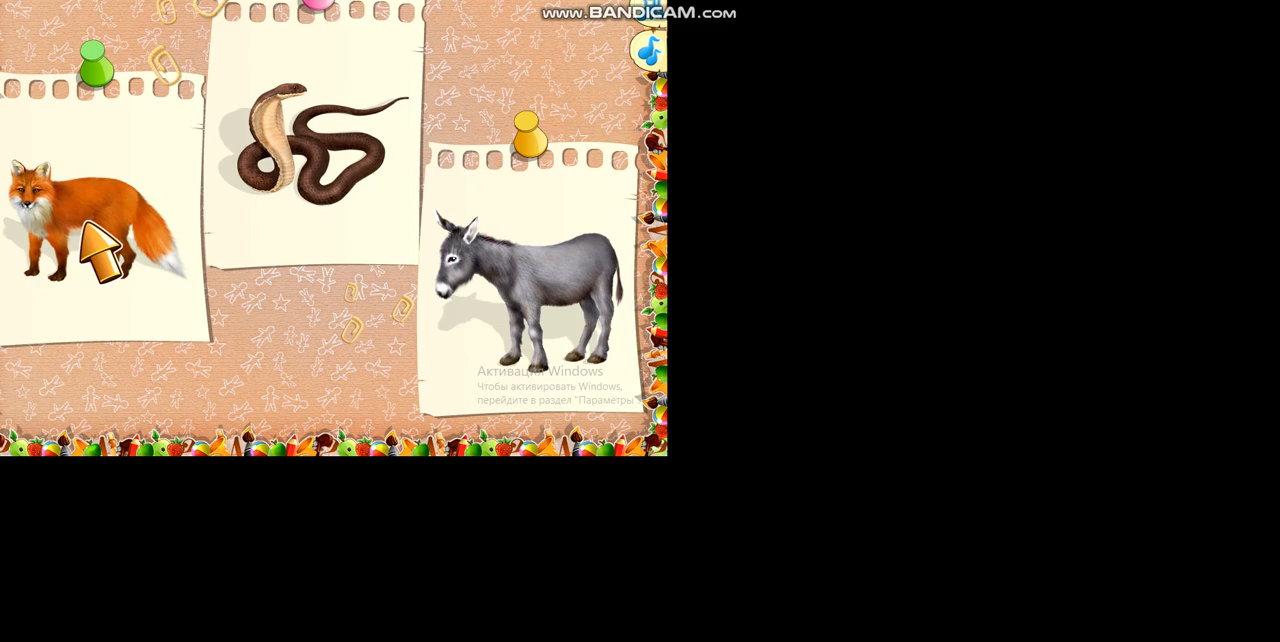 www.BANDICAM.com
Активация Windows
Чтобы активировать Windows,
перейдите в раздел "Параметры